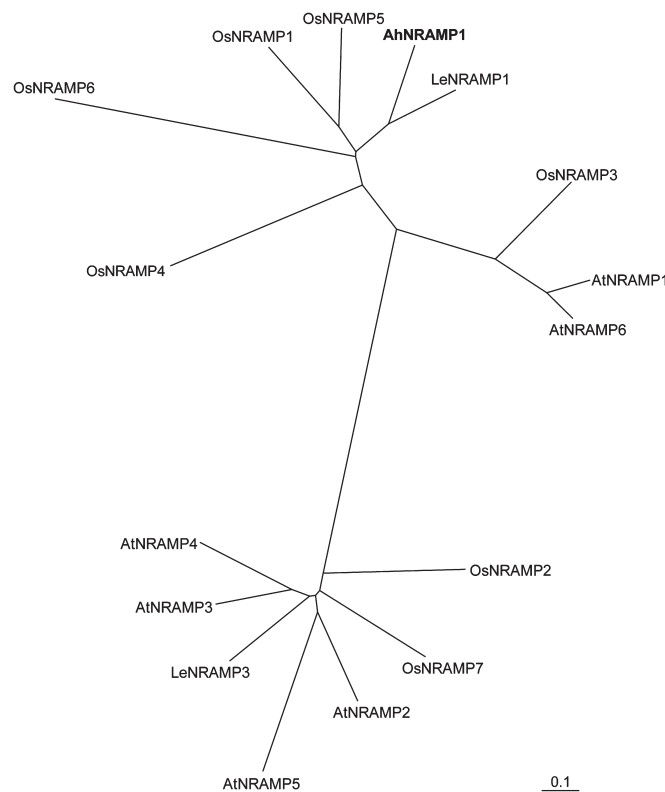 OsNRAMP5
OsNRAMP1
AhNRAMP1
LeNRAMP1
OsNRAMP6
OsNRAMP3
OsNRAMP4
AtNRAMP1
AtNRAMP6
AtNRAMP4
OsNRAMP2
AtNRAMP3
OsNRAMP7
LeNRAMP3
AtNRAMP2
AtNRAMP5
0.1